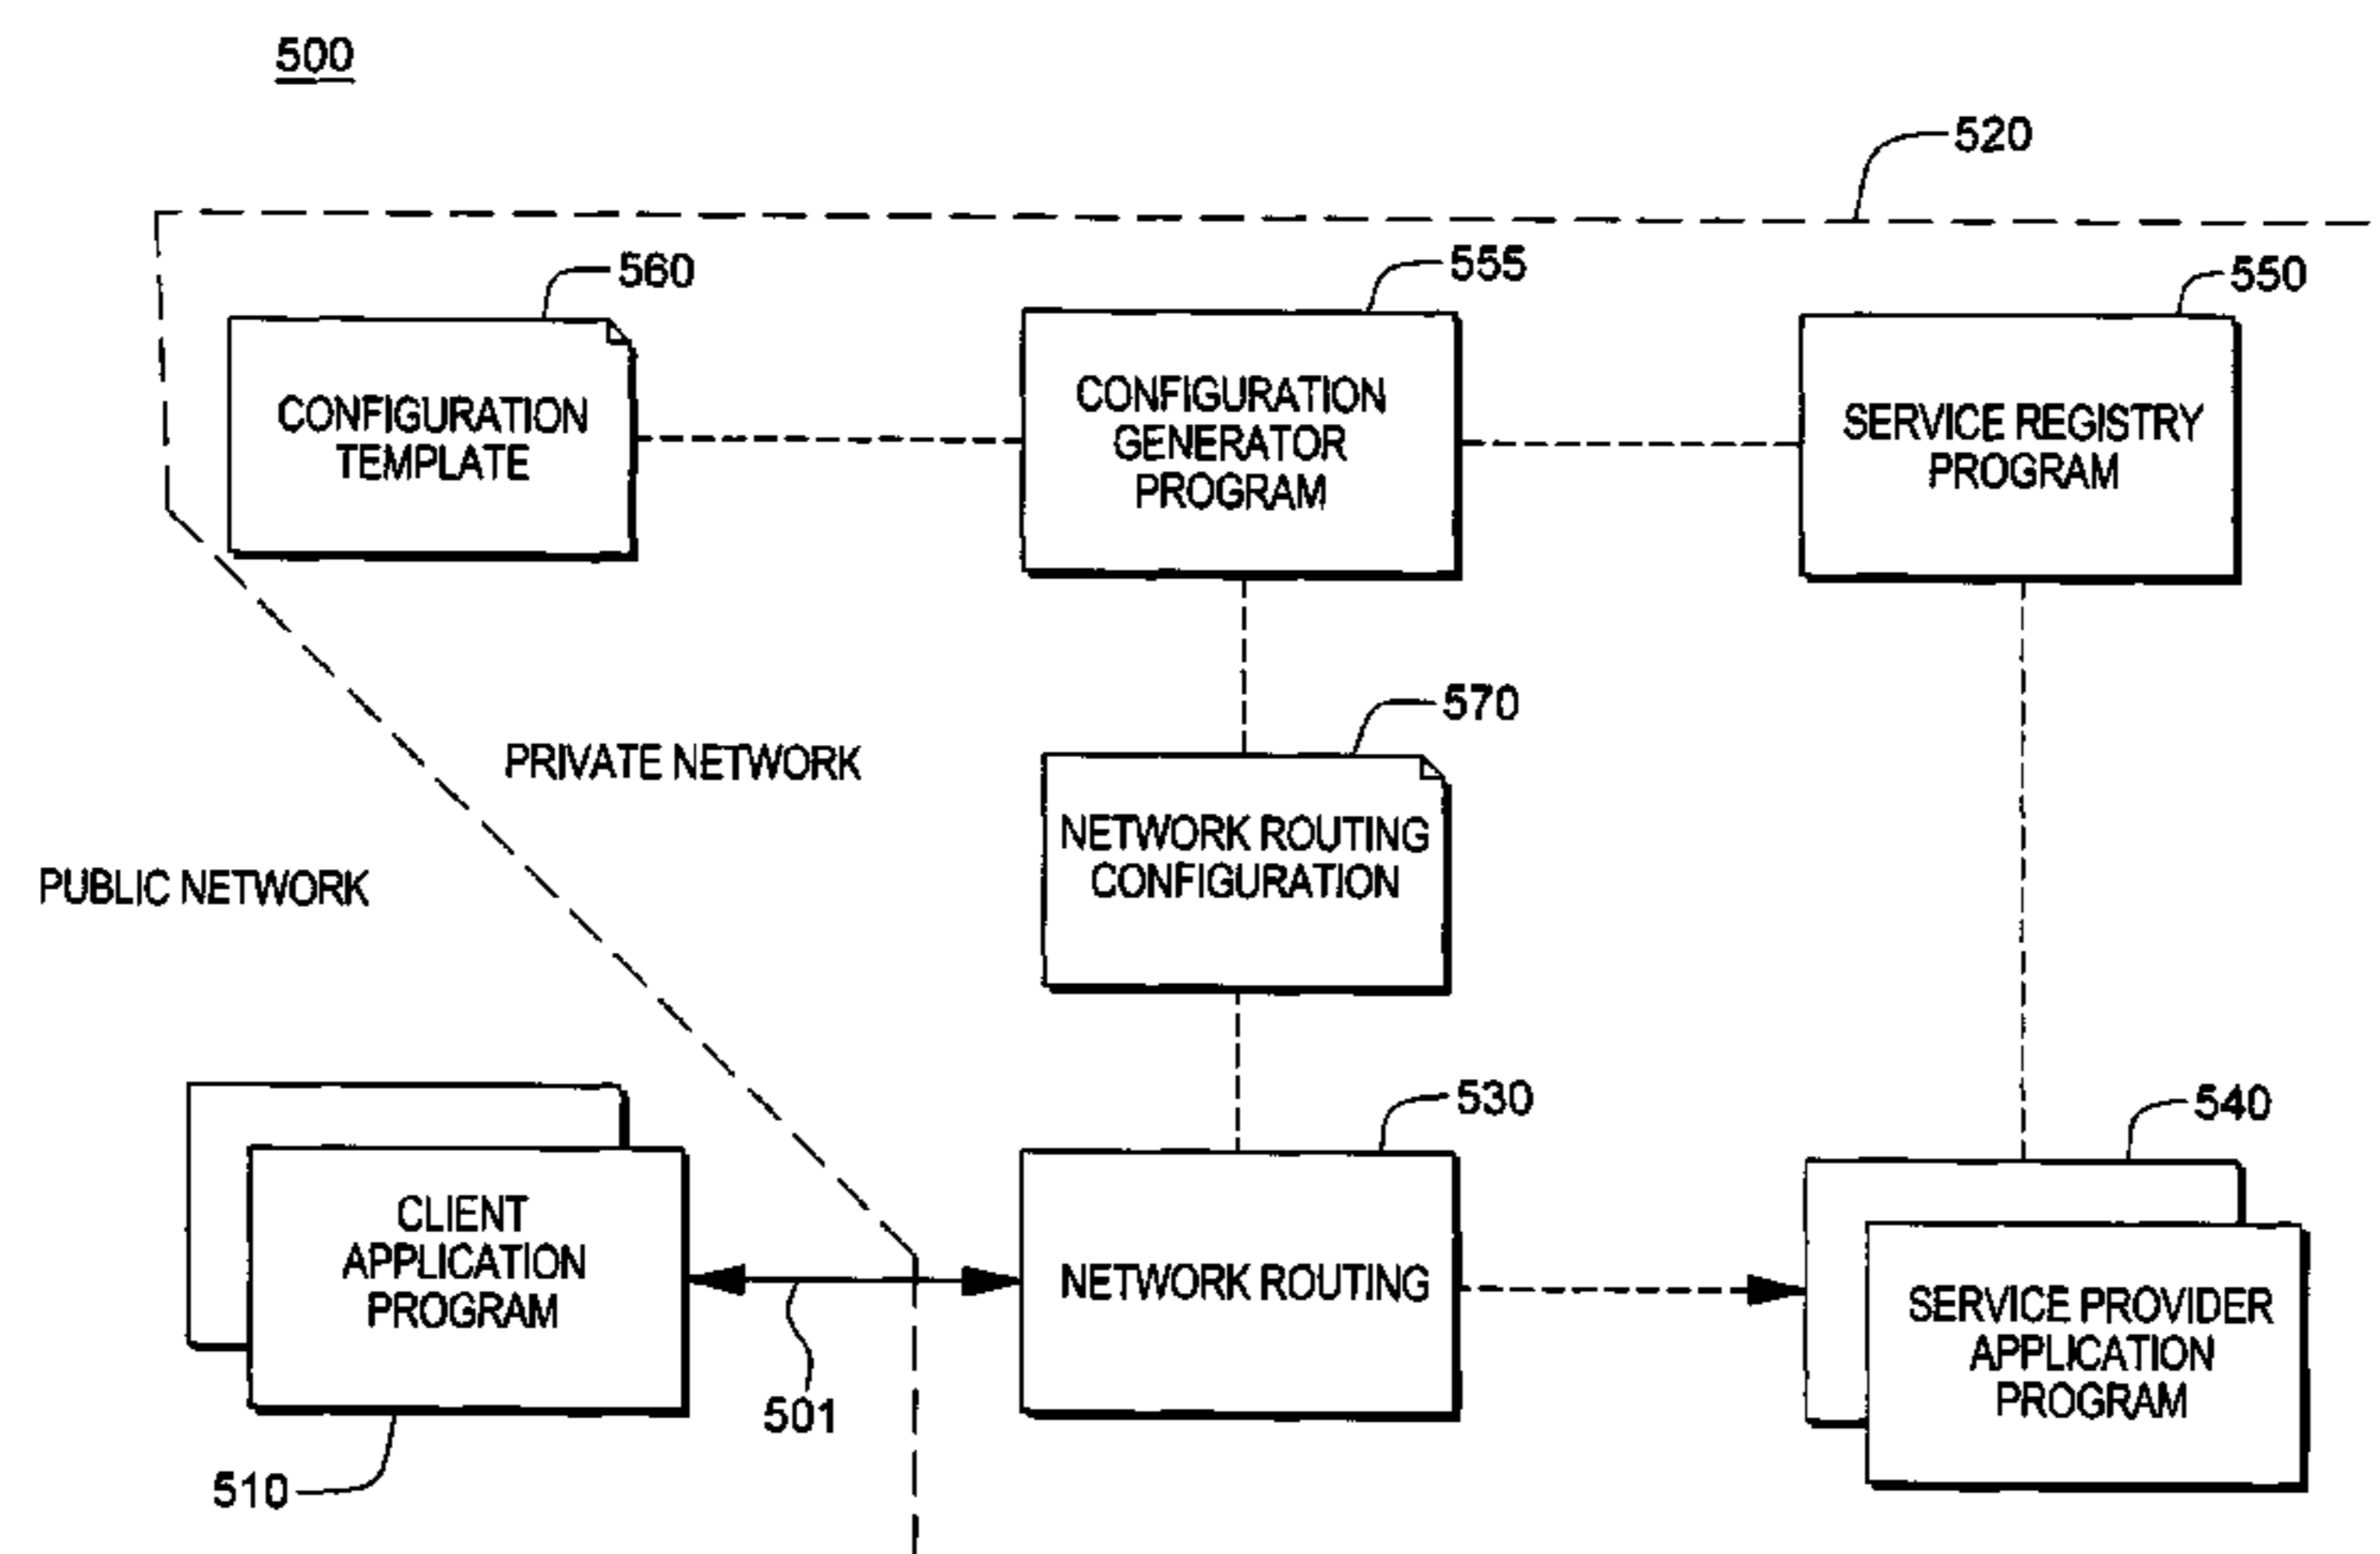 500
520
560
555
550
CONFIGURATION
TEMPLATE
CONFIGURATION
GENERATOR
PROGRAM
SERVICE REGISTRY
PROGRAM
570
PRIVATE NETWORK
NETWORK ROUTING
CONFIGURATION
PUBLIC NETWORK
530
540
CLIENT
APPLICATION
PROGRAM
NETWORK ROUTING
SERVICE PROVIDER
APPLICATION
PROGRAM
501
510